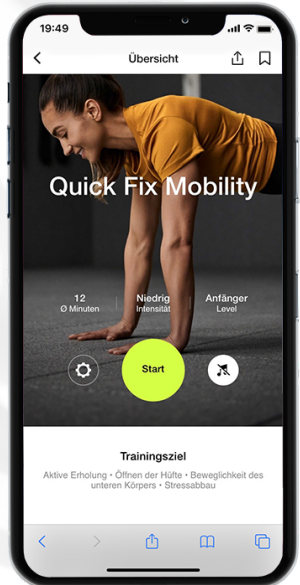 19:49
Übersicht
Quick Fix Mobility
12 Niedrig Anfänger
Ø Minuten Intensität Level
Start
Trainingsziel
Aktive Erholung • Öffnen der Hüfte • Beweglichkeit des
unteren Körpers • Stressabbau